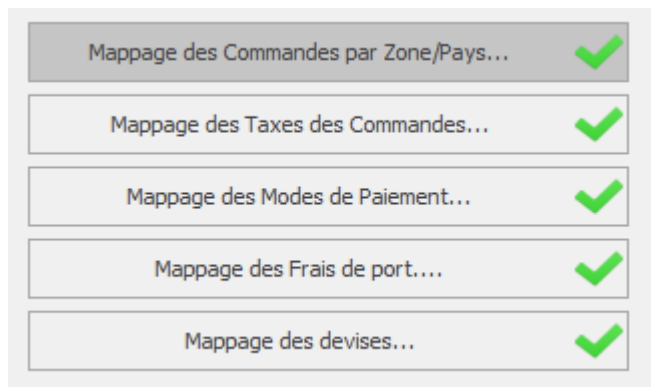 Mappage des Commandes par Zone/Pays...
Mappage des Taxes des Commandes...
Mappage des Modes de Paiement...
Mappage des Frais de port....
Mappage des devises...